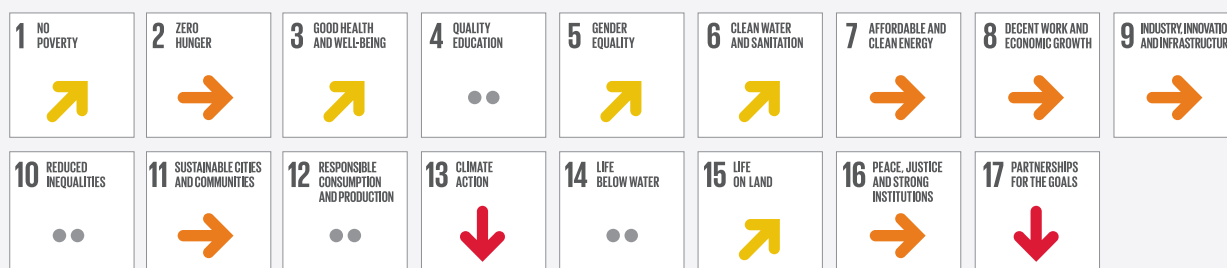 1 NO
POVERTY
2 ZERO
HUNGER
3 GOOD HEALTH
AND WELL-BEING
4 QUALITY
EDUCATION
5 GENDER
EQUALITY
6 CLEAN WATER
AND SANITATION
7 AFFORDABLE AND
CLEAN ENERGY
8 DECENT WORK AND
ECONOMIC GROWTH
9 INDUSTRY, INNOVATIO
AND INFRASTRUCTUR
10 REDUCED
INEQUALITIES
11 SUSTAINABLE CITIES
AND COMMUNITIES
12 RESPONSIBLE
CONSUMPTION
AND PRODUCTION
13 CLIMATE
ACTION
14 LIFE
BELOW WATER
15 LIFE
ON LAND
16 PEACE, JUSTICE
AND STRONG
INSTITUTIONS
17 PARTNERSHIPS
FOR THE GOALS